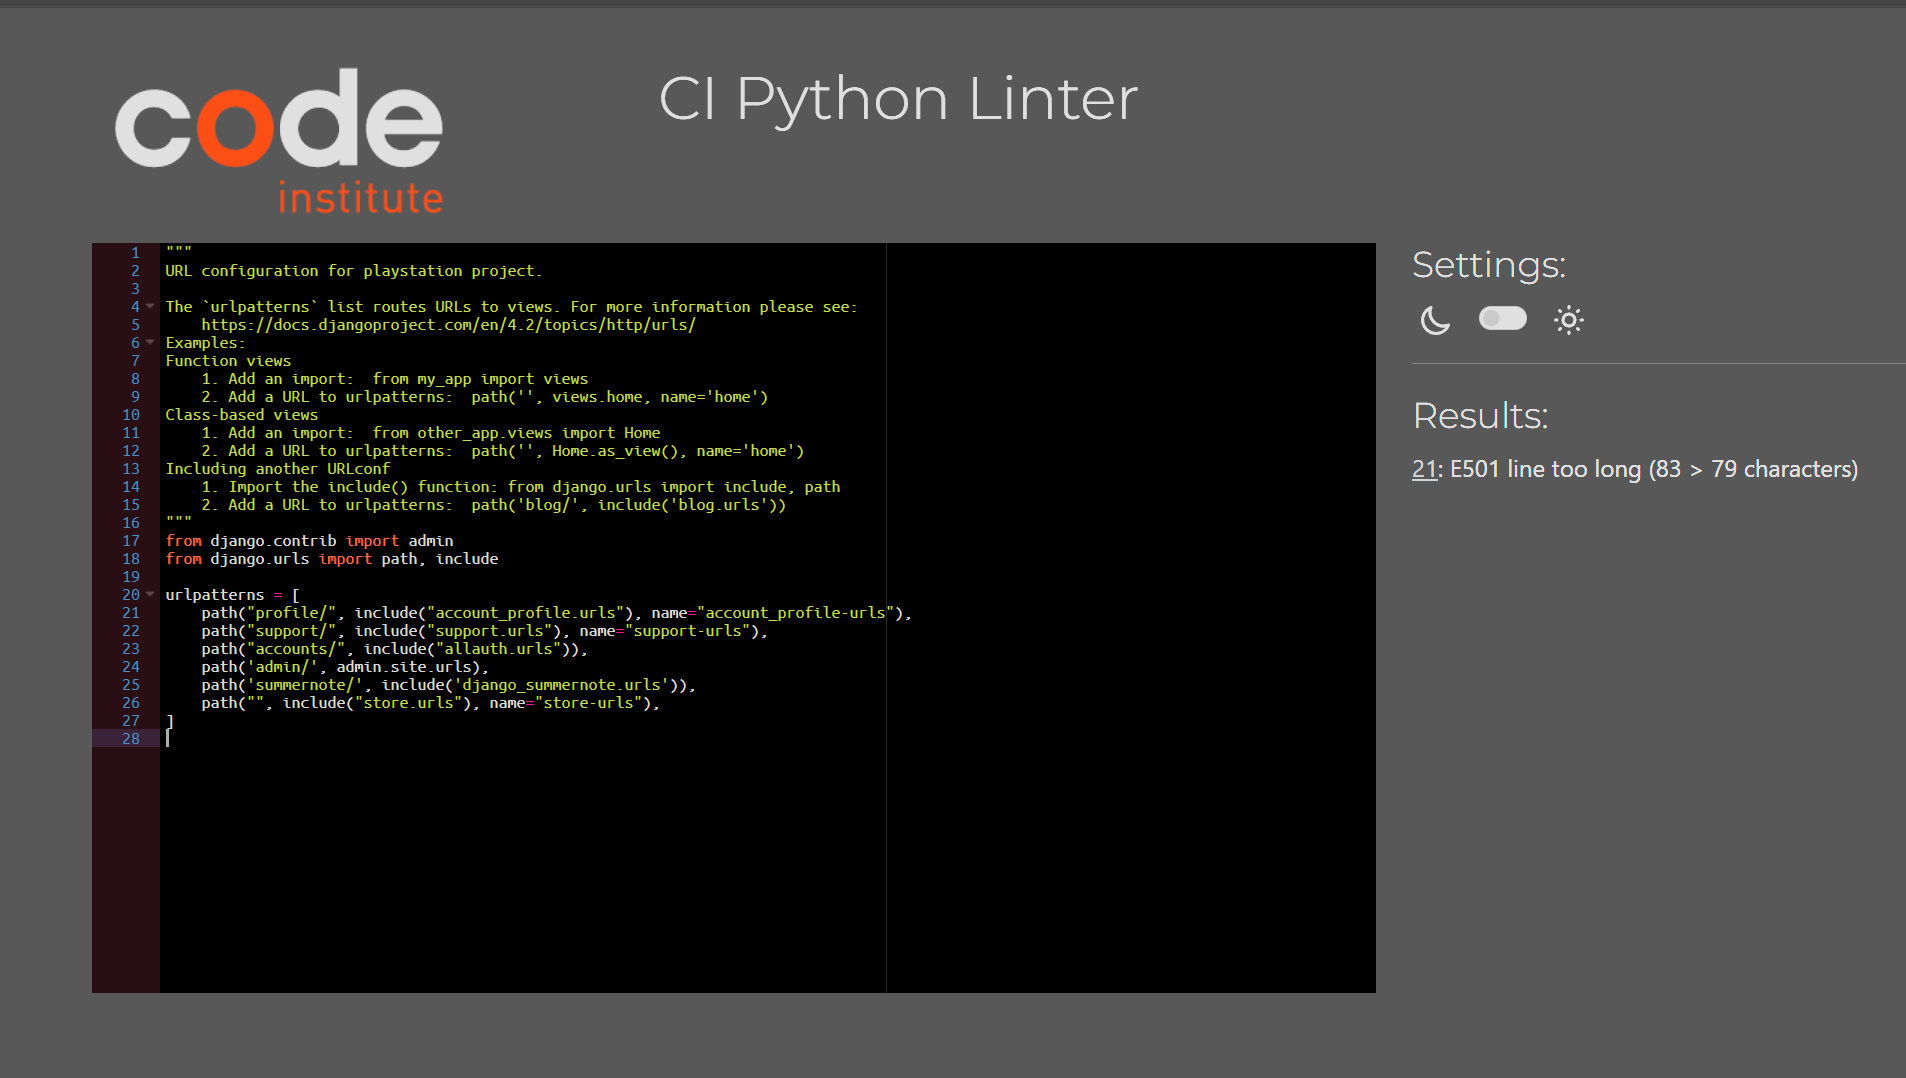 code
institute
CI Python Linter
1 """
2 URL configuration for playstation project.
3
4 The `urlpatterns` list routes URLs to views. For more information please see:
5     https://docs.djangoproject.com/en/4.2/topics/http/urls/
6 Examples:
7 Function views
8     1. Add an import:  from my_app import views
9     2. Add a URL to urlpatterns:  path('', views.home, name='home')
10 Class-based views
11     1. Add an import:  from other_app.views import Home
12     2. Add a URL to urlpatterns:  path('', Home.as_view(), name='home')
13 Including another URLconf
14     1. Import the include() function: from django.urls import include, path
15     2. Add a URL to urlpatterns:  path('blog/', include('blog.urls'))
16 """
17 from django.contrib import admin
18 from django.urls import path, include
19
20 urlpatterns = [
21     path("profile/", include("account_profile.urls"), name="account_profile-urls"),
22     path("support/", include("support.urls"), name="support-urls"),
23     path("accounts/", include("allauth.urls")),
24     path('admin/', admin.site.urls),
25     path('summernote/', include('django_summernote.urls')),
26     path("", include("store.urls"), name="store-urls"),
27 ]
28
Settings:
Results:
21: E501 line too long (83 > 79 characters)